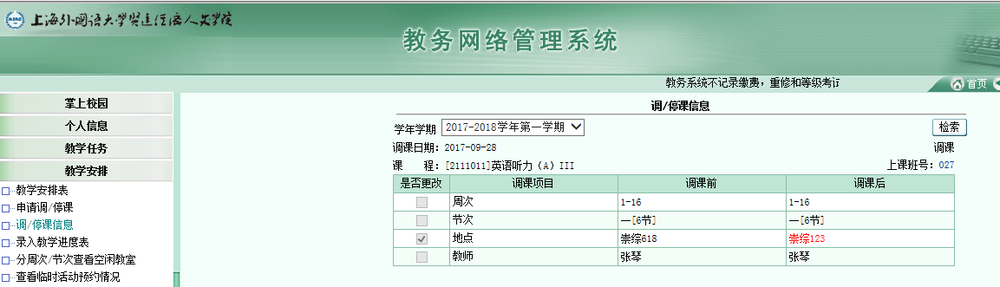 上海外国语大学贤达经济人文学院
教务网络管理系统
教务系统不记录缴费，重修和等级考试
首页
掌上校园
个人信息
教学任务
教学安排
教学安排表
申请调/停课
调/停课信息
录入教学进度表
分周次/节次查看空闲教室
查看临时活动预约情况
调/停课信息
学年学期 2017-2018学年第一学期 检索
调课日期：2017-09-28 调课
课 程：[2111011]英语听力（A）III 上课班号：027
是否更改 调课项目 调课前 调课后
周次 1-16 1-16
节次 一[6节] 一[6节]
地点 崇综618 崇综123
教师 张琴 张琴